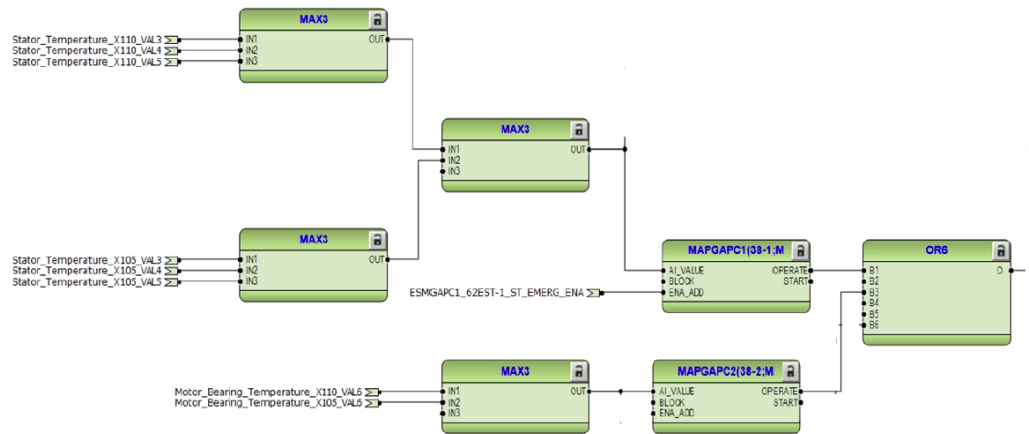 MAX3
Stator_Temperature_X110_VAL3
Stator_Temperature_X110_VAL4
Stator_Temperature_X110_VAL5
IN1
IN2
IN3
OUT
MAX3
IN1
IN2
IN3
OUT
MAX3
Stator_Temperature_X105_VAL3
Stator_Temperature_X105_VAL4
Stator_Temperature_X105_VAL5
IN1
IN2
IN3
OUT
MAPGAPC1(38-1;M
ESMGAPC1_62EST-1_ST_EMERG_ENA
AI_VALUE
BLOCK
ENA_ADD
OPERATE
START
OR6
B1
B2
B3
B4
B5
B6
O
MAX3
Motor_Bearing_Temperature_X110_VAL6
Motor_Bearing_Temperature_X105_VAL6
IN1
IN2
IN3
OUT
MAPGAPC2(38-2;M
AI_VALUE
BLOCK
ENA_ADD
OPERATE
START